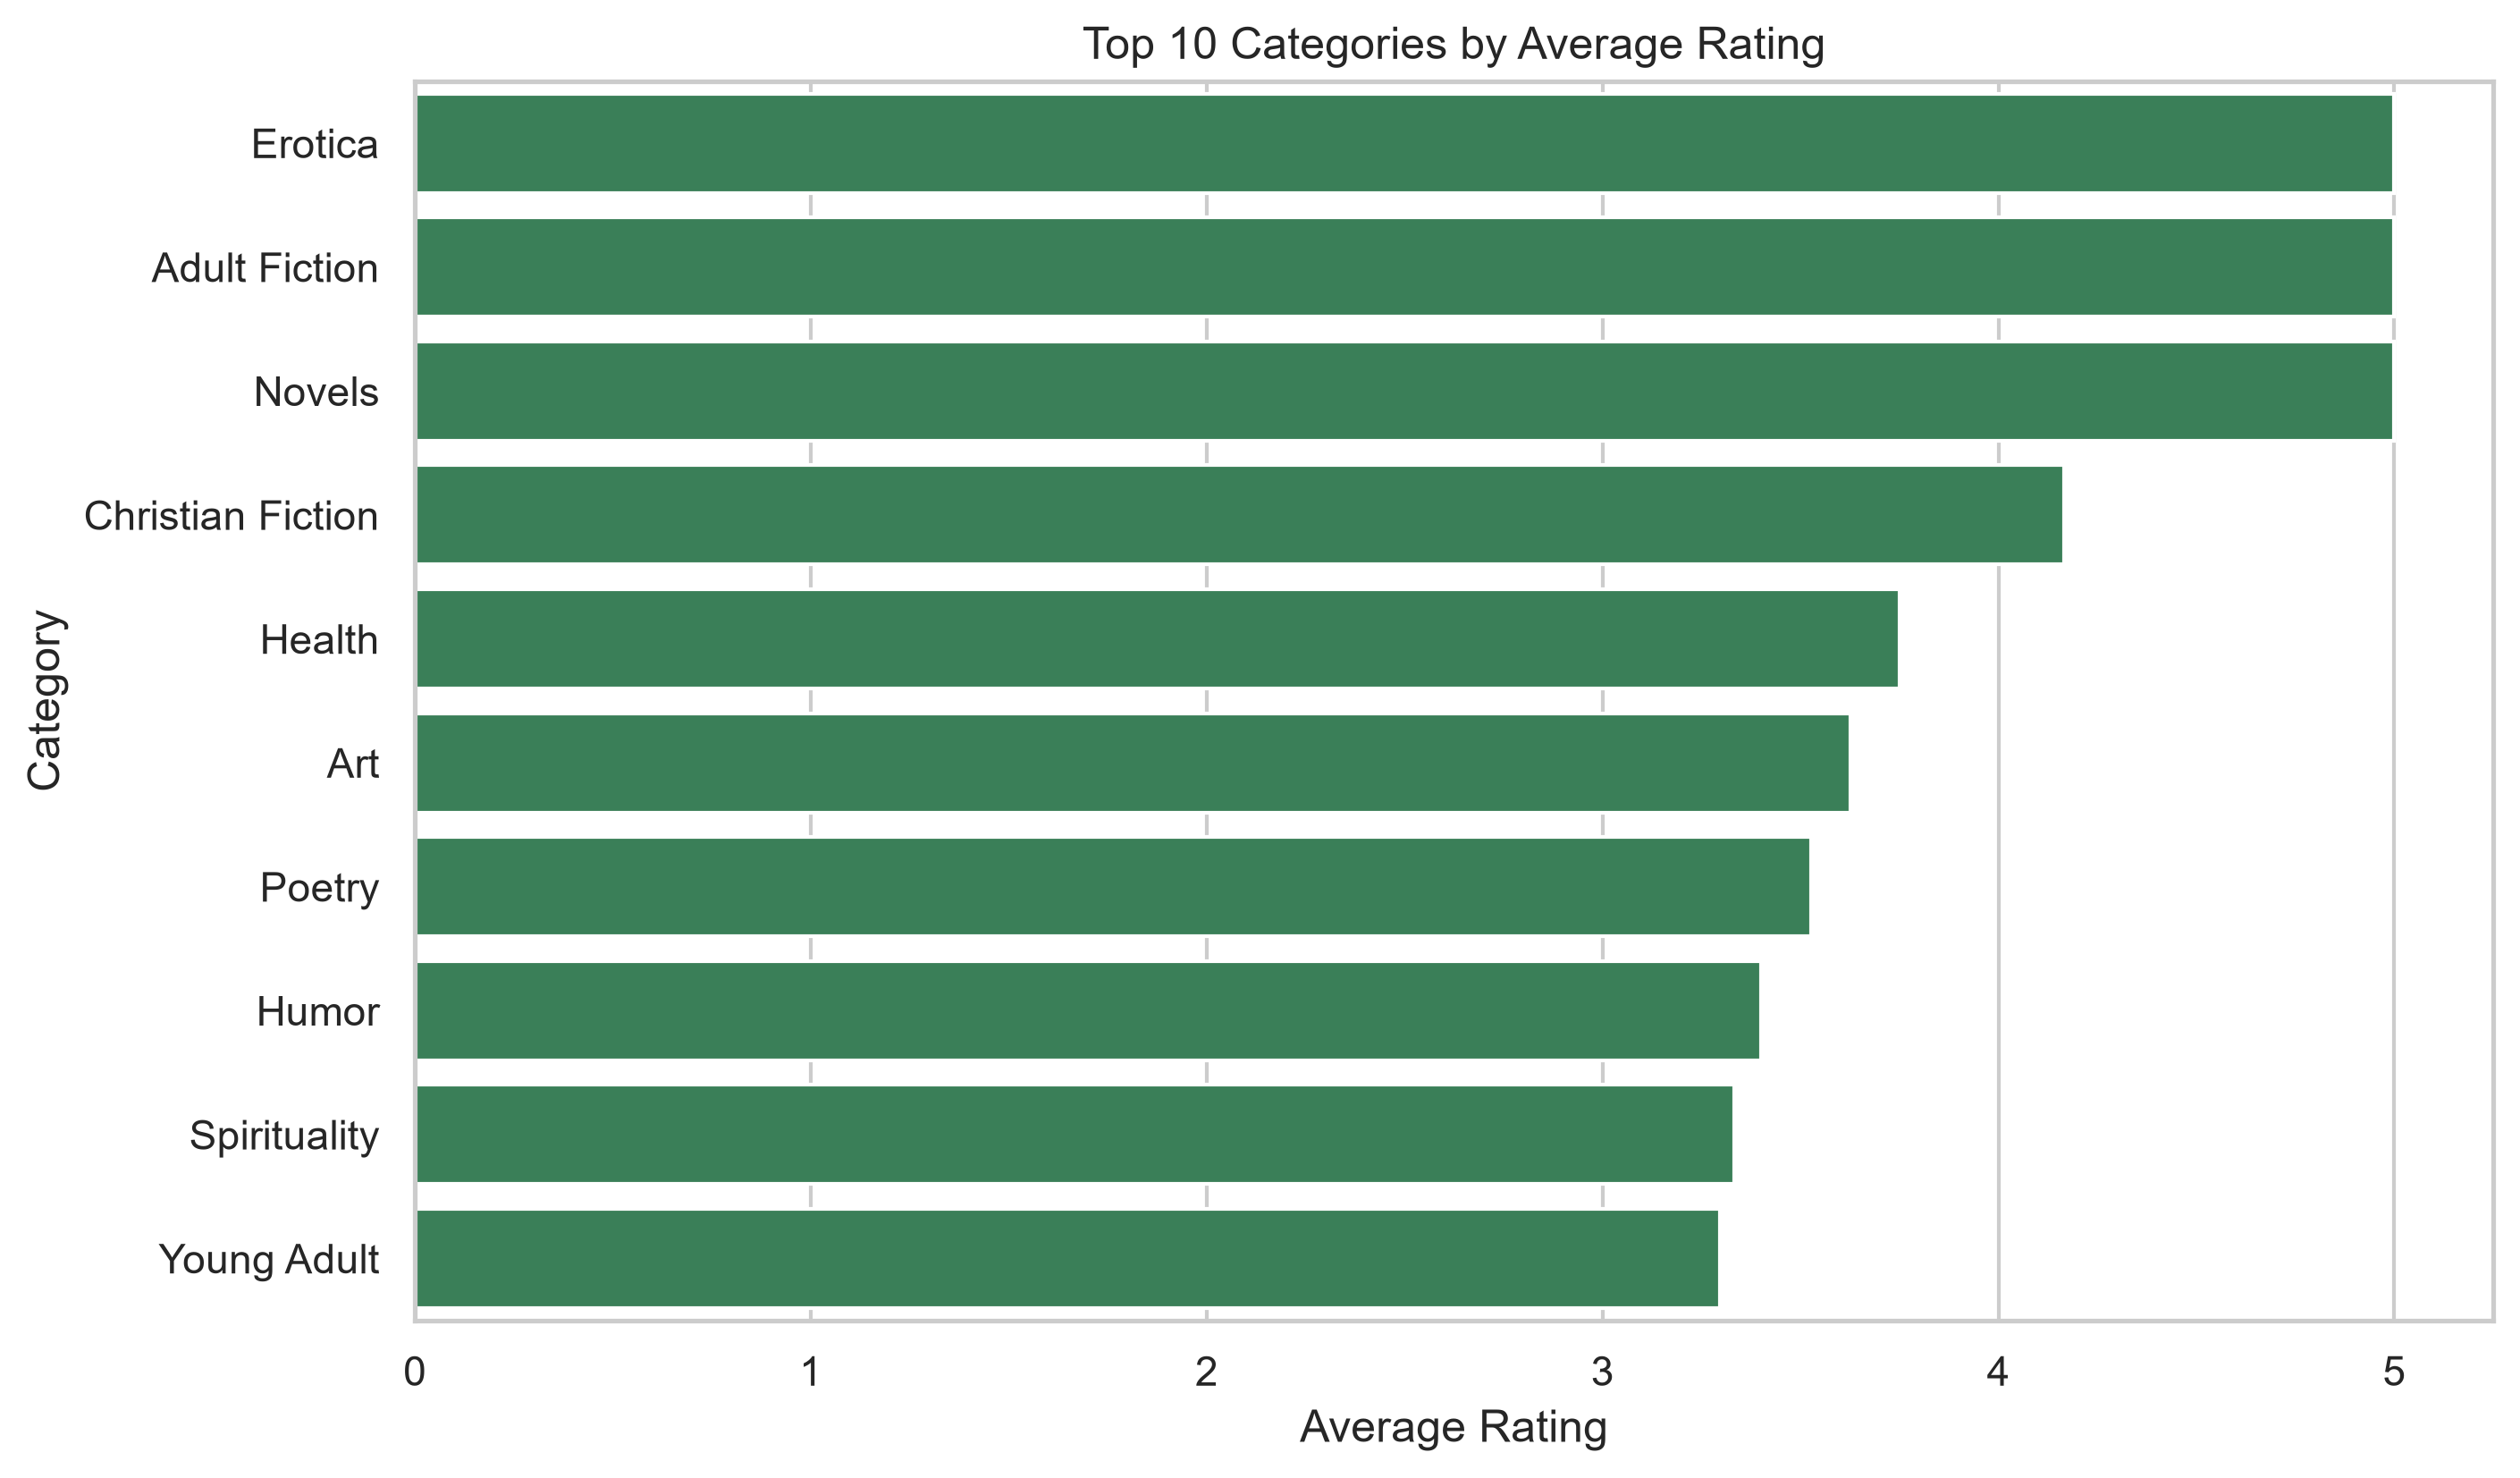 Top 10 Categories by Average Rating
Erotica
Adult Fiction
Novels
Christian Fiction
Health
Art
Poetry
Humor
Spirituality
Young Adult
Category
0 1 2 3 4 5
Average Rating